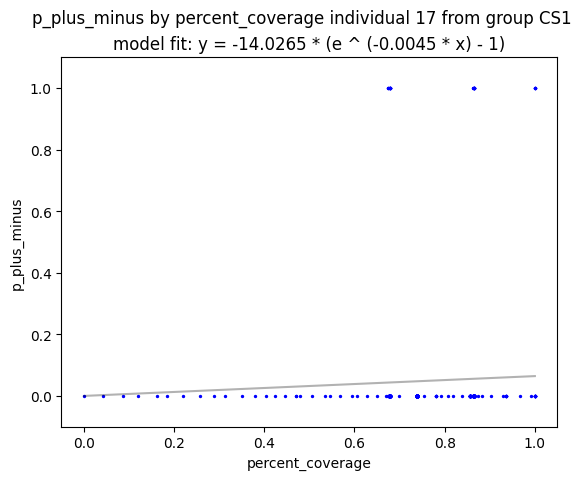 p_plus_minus by percent_coverage individual 17 from group CS1
model fit: y = -14.0265 * (e ^ (-0.0045 * x) - 1)
1.0
0.8
0.6
0.4
0.2
0.0
p_plus_minus
0.0 0.2 0.4 0.6 0.8 1.0
percent_coverage